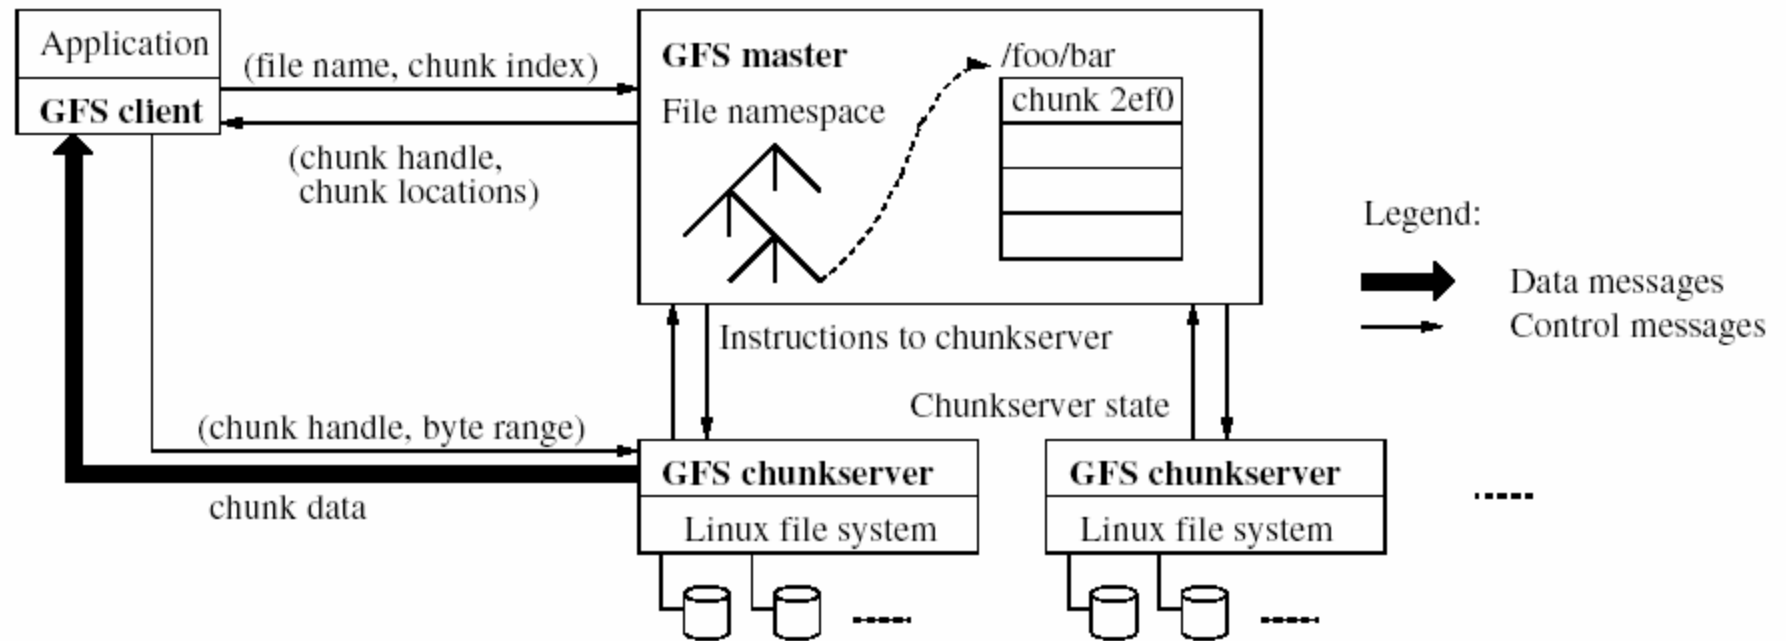 Application
GFS client
(file name, chunk index)
(chunk handle,
chunk locations)
GFS master
File namespace
/foo/bar
chunk 2ef0
Legend:
Data messages
Control messages
Instructions to chunkserver
Chunkserver state
(chunk handle, byte range)
chunk data
GFS chunkserver
Linux file system
GFS chunkserver
Linux file system